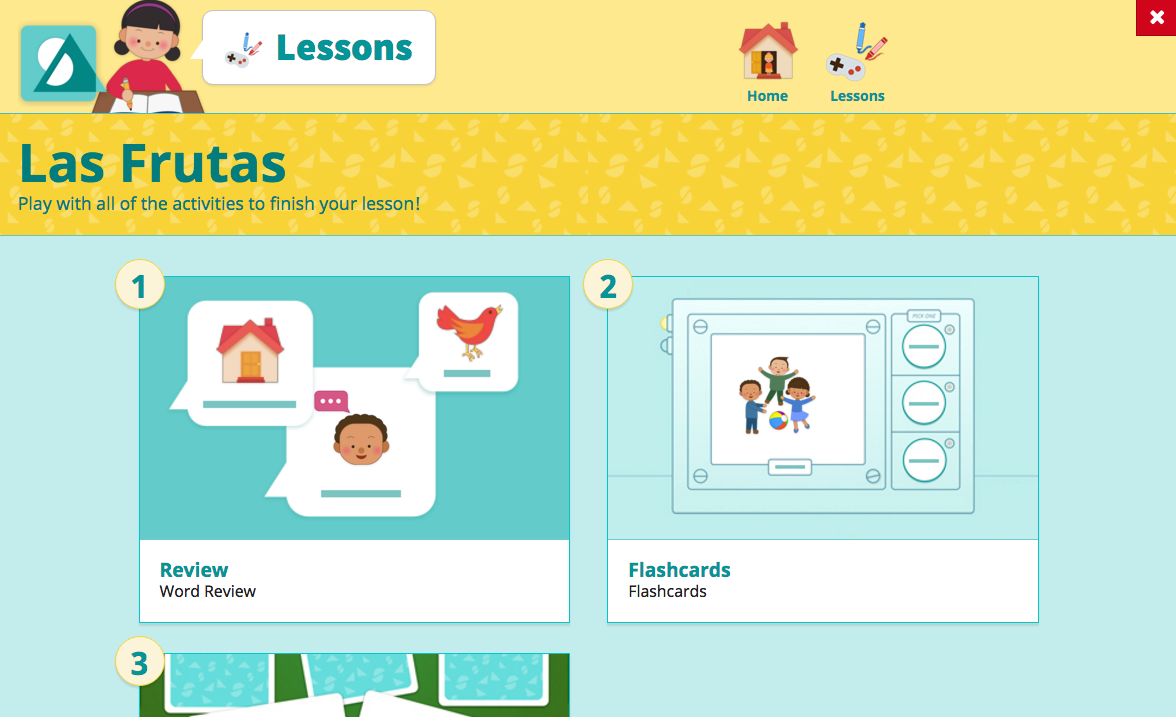 Lessons
Home
Lessons
Las Frutas
Play with all of the activities to finish your lesson!
1
2
PICK ONE
Review
Word Review
Flashcards
Flashcards
3